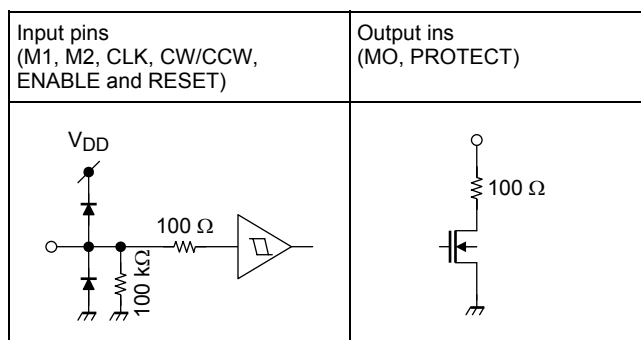 Input pins
(M1, M2, CLK, CW/CCW,
ENABLE and RESET)
Output ins
(MO, PROTECT)
VDD
100 Ω
100 kΩ
100 Ω